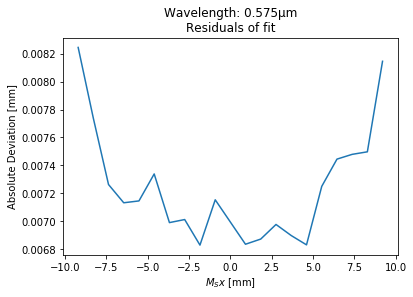 Wavelength: 0.575μm
Residuals of fit
Absolute Deviation [mm]
0.0082
0.0080
0.0078
0.0076
0.0074
0.0072
0.0070
0.0068
−10.0 −7.5 −5.0 −2.5 0.0 2.5 5.0 7.5 10.0
M_Sx [mm]